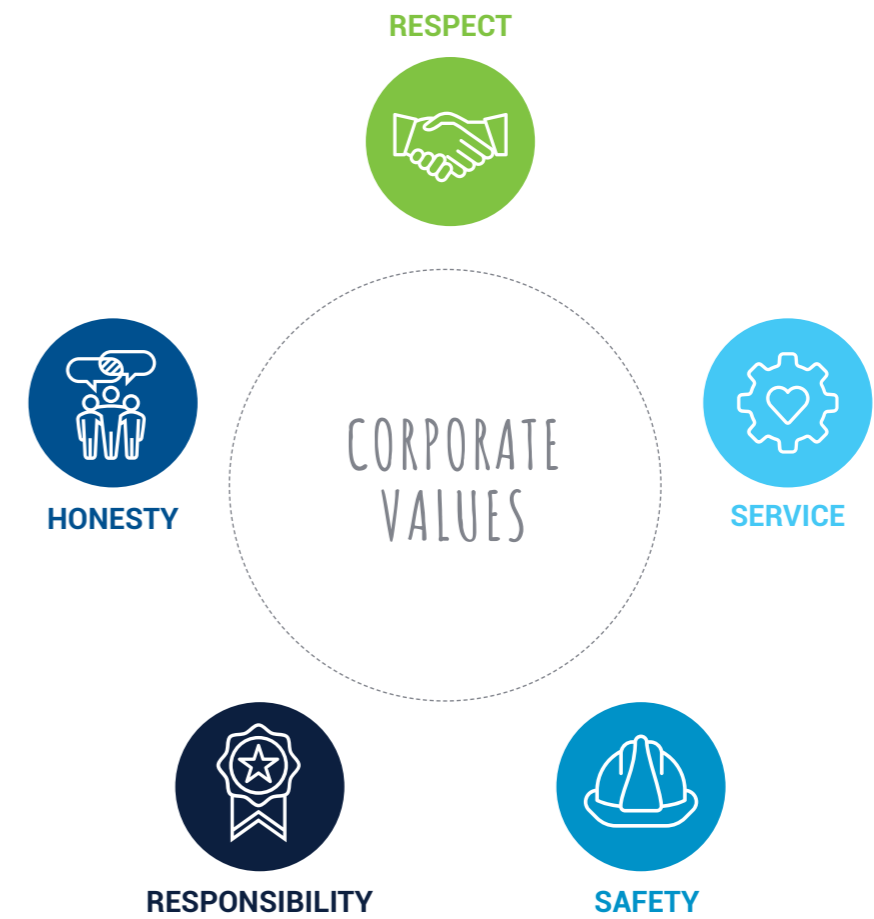 RESPECT
CORPORATE
VALUES
HONESTY
SERVICE
RESPONSIBILITY
SAFETY